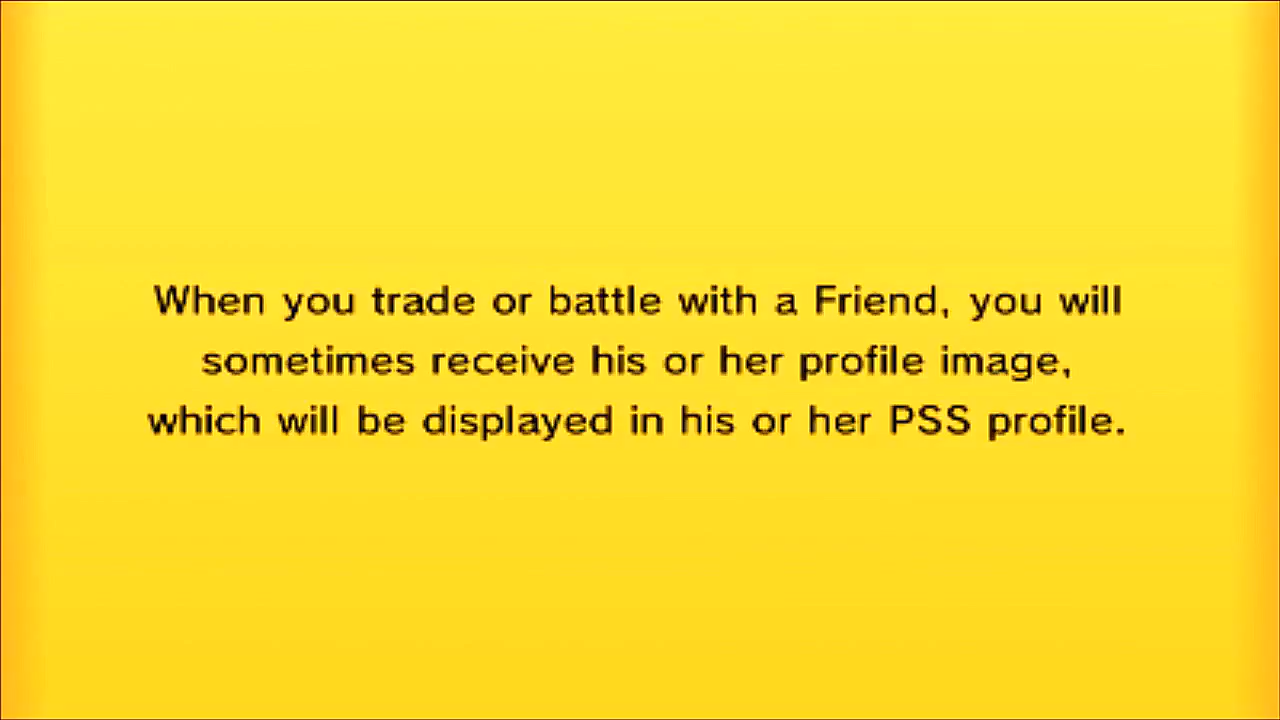 When you trade or battle with a Friend, you will
sometimes receive his or her profile image,
which will be displayed in his or her PSS profile.